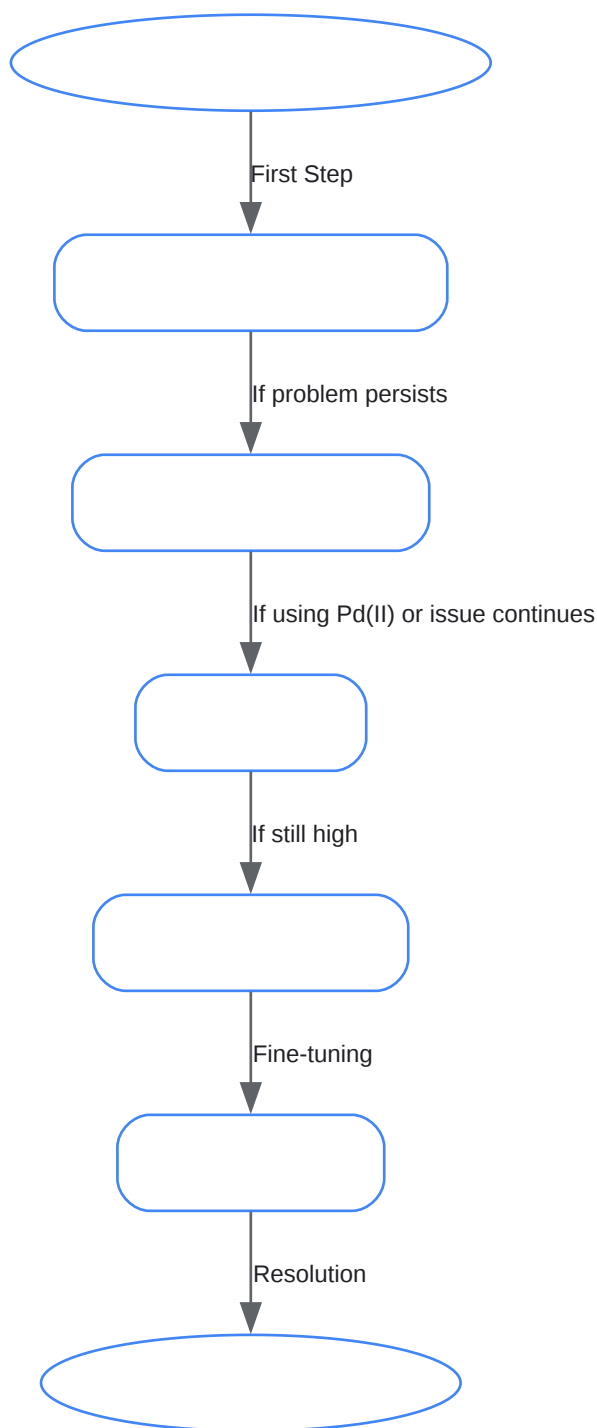 First Step
If problem persists
If using Pd(II) or issue continues
If still high
Fine-tuning
Resolution